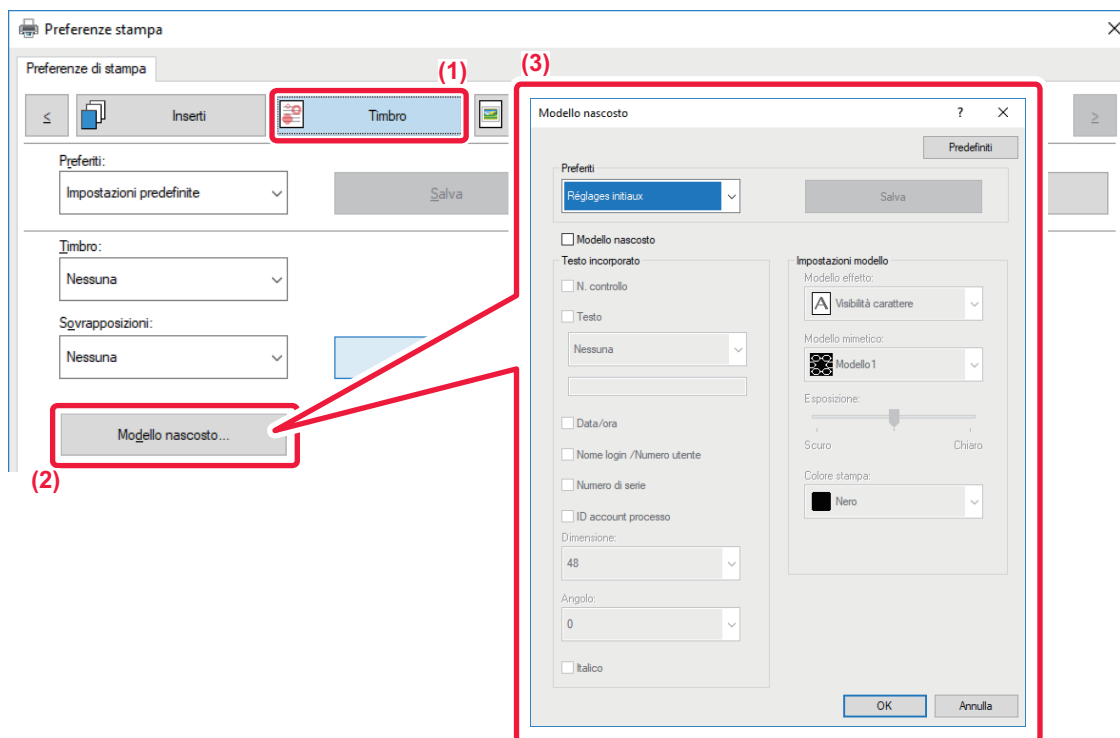 Preferenze stampa
Preferenze di stampa
(1)
(3)
<
Inserti
Timbro
>
Preferiti:
Impostazioni predefinite
Salva
Timbro:
Nessuna
Sovrapposizioni:
Nessuna
Modello nascosto...
(2)
Modello nascosto
?
Predefiniti
Preferiti
Réglages initiaux
Salva
Modello nascosto
Testo incorporato
N. controllo
Testo
Nessuna
Data/ora
Nome login /Numero utente
Numero di serie
ID account processo
Dimensione:
48
Angolo:
0
Italico
Impostazioni modello
Modello effetto:
A
Visibilità carattere
Modello mimetico:
Modello1
Esposizione:
Scuro Chiaro
Colore stampa:
Nero
OK
Annulla